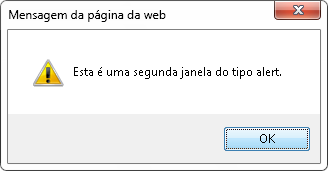 Mensagem da página da web
Esta é uma segunda janela do tipo alert.
OK